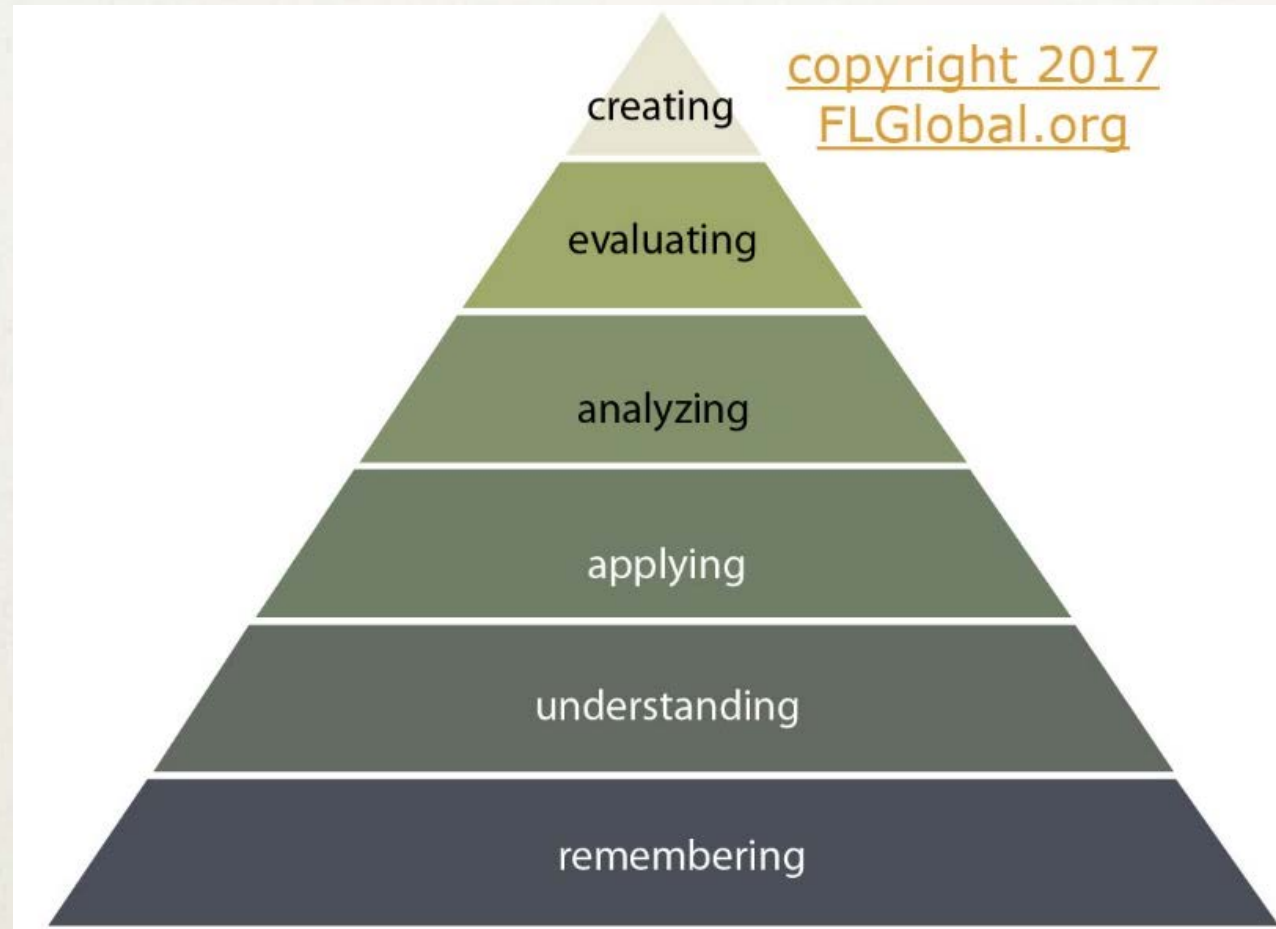 copyright 2017
FLGlobal.org
creating
evaluating
analyzing
applying
understanding
remembering